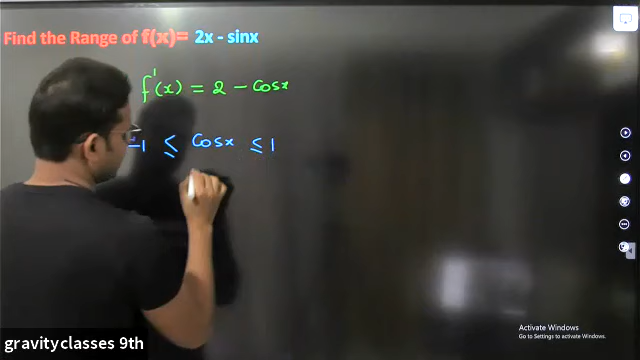 Find the Range of f(x)= 2x - sinx
f'(x) = 2 - Cosx
-1 ≤ Cosx ≤ 1
Activate Windows
Go to Settings to activate Windows.
gravityclasses 9th